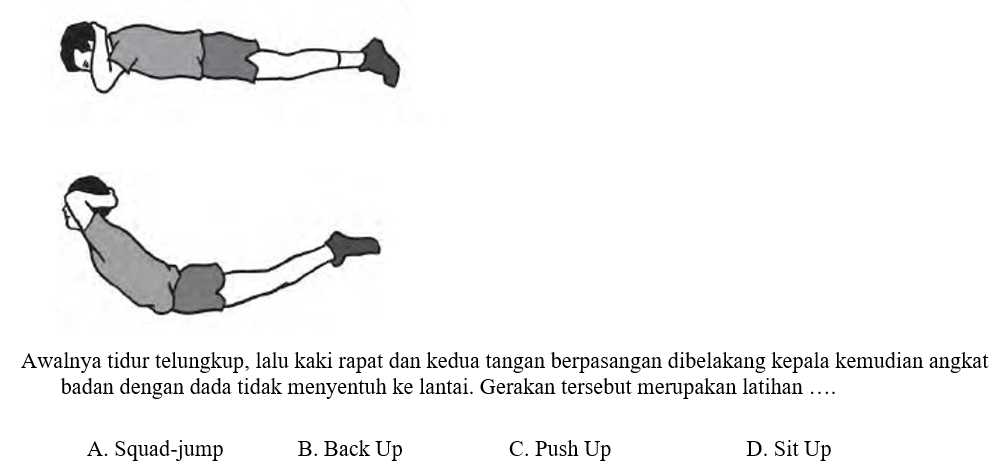 Awalnya tidur telungkup, lalu kaki rapat dan kedua tangan berpasangan dibelakang kepala kemudian angkat
badan dengan dada tidak menyentuh ke lantai. Gerakan tersebut merupakan latihan ….
A. Squad-jump B. Back Up C. Push Up D. Sit Up